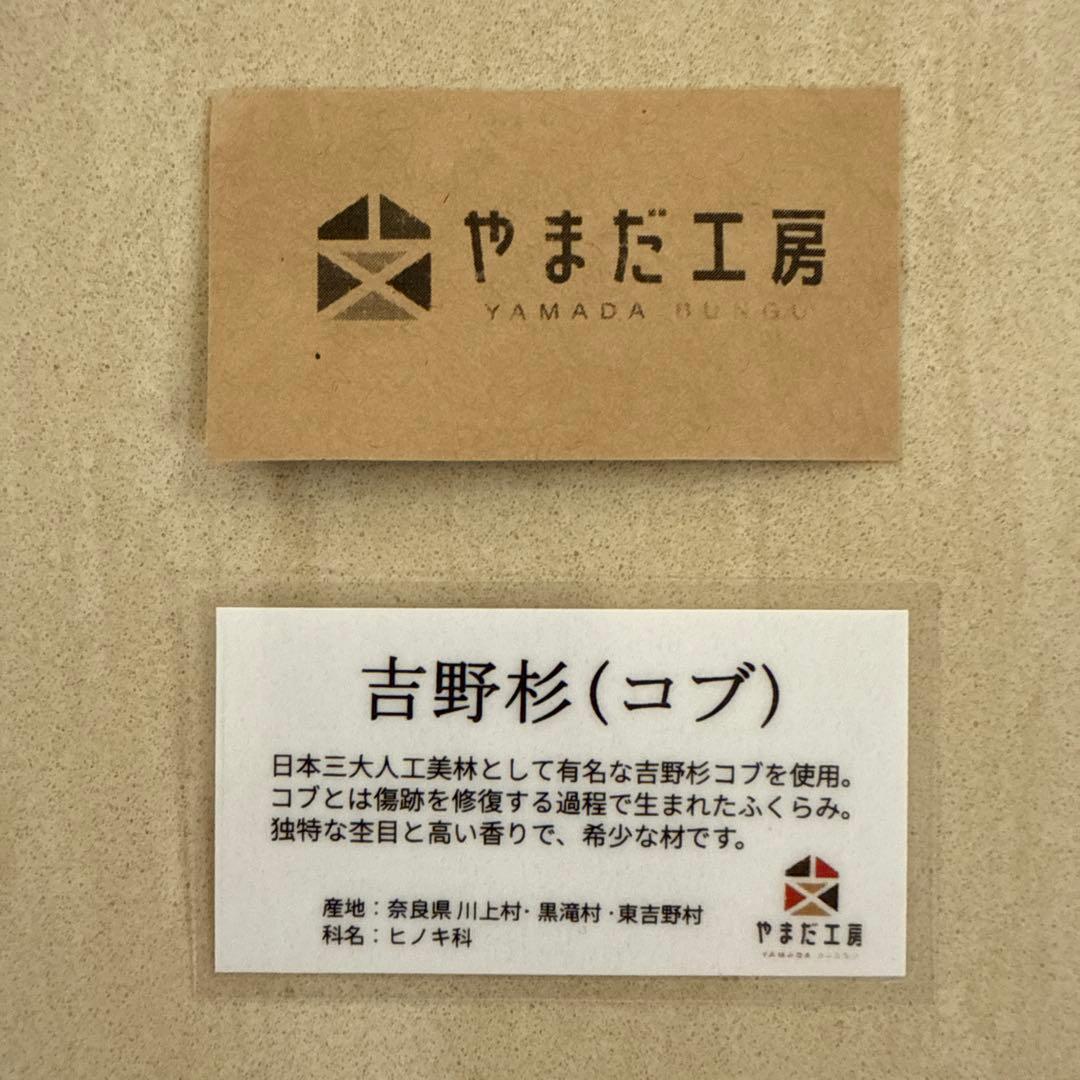 やまだ工房
YAMADA BUNGU
吉野杉(コブ)
日本三大人工美林として有名な吉野杉コブを使用。
コブとは傷跡を修復する過程で生まれたふくらみ。
独特な杢目と高い香りで、希少な材です。
産地：奈良県 川上村・黒滝村・東吉野村
科名：ヒノキ科
やまだ工房
YAMADA BUNGU